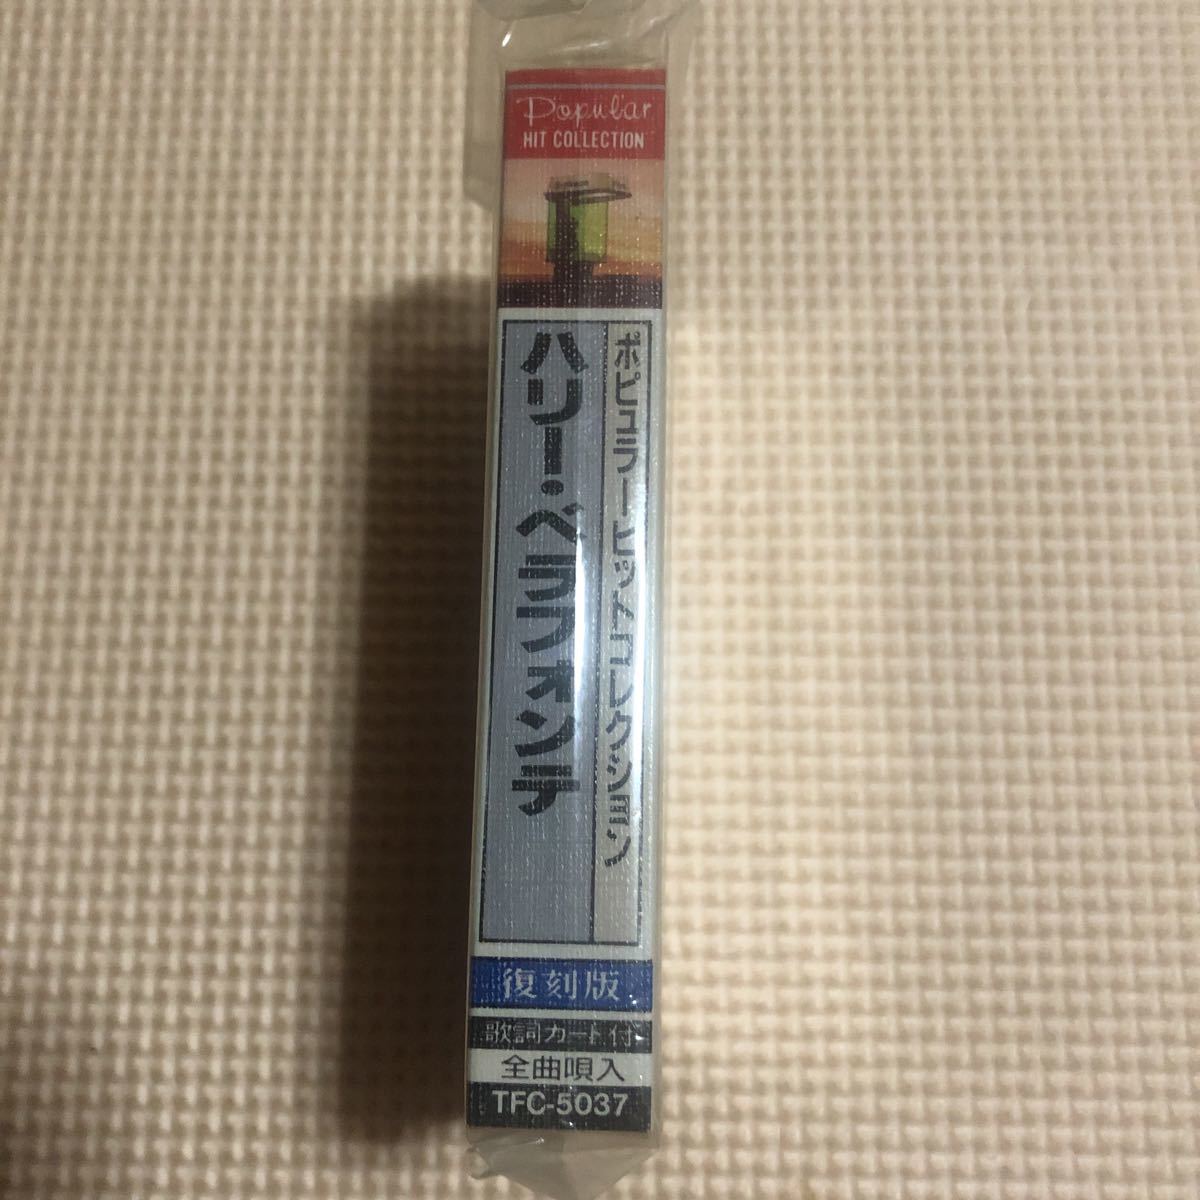 Popular
HIT COLLECTION
ポピュラーヒットコレクション
ハリー・ベラフォンテ
復刻版
歌詞カード付
全曲唄入
TFC-5037